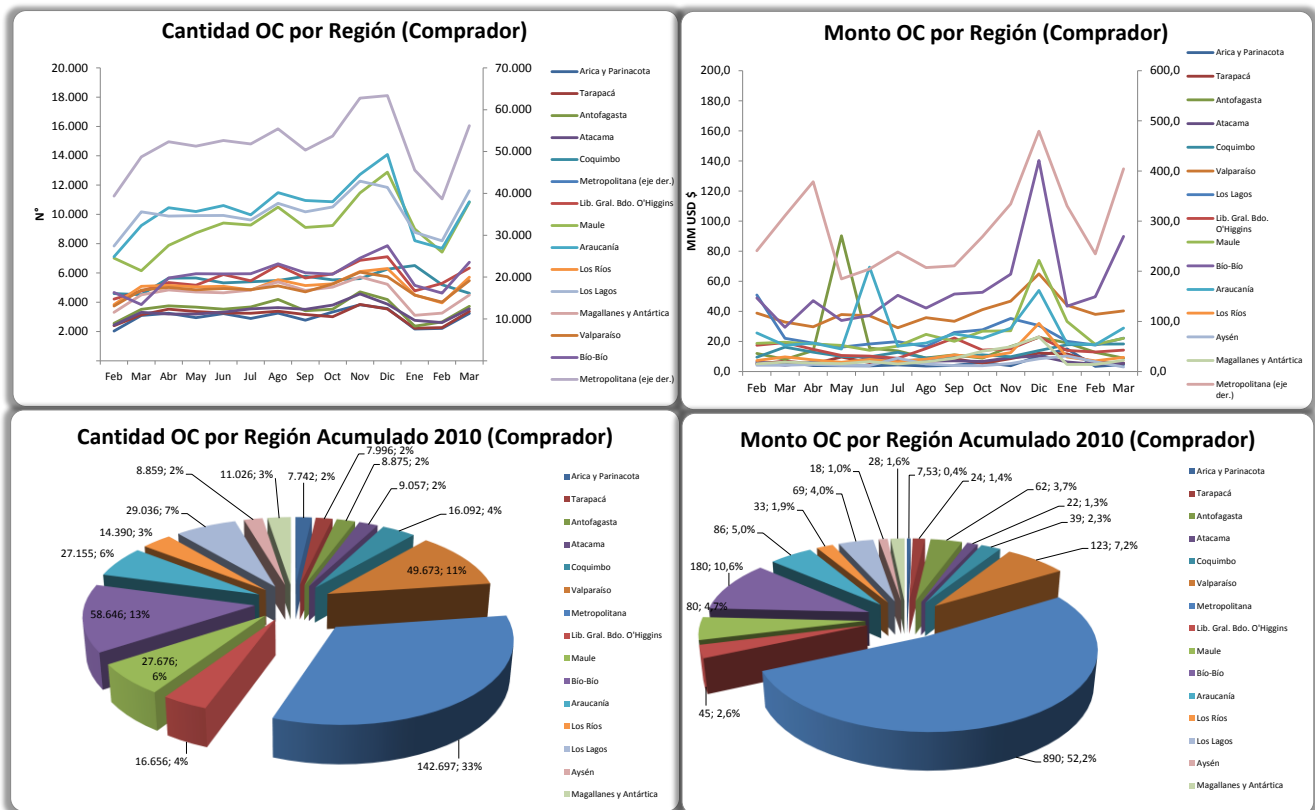 Cantidad OC por Región (Comprador)
N°
20.000
18.000
16.000
14.000
12.000
10.000
8.000
6.000
4.000
2.000
70.000
60.000
50.000
40.000
30.000
20.000
10.000
Feb Mar Abr May Jun Jul Ago Sep Oct Nov Dic Ene Feb Mar
Arica y Parinacota
Tarapacá
Antofagasta
Atacama
Coquimbo
Metropolitana (eje der.)
Lib. Gral. Bdo. O'Higgins
Maule
Araucanía
Los Ríos
Los Lagos
Magallanes y Antártica
Valparaíso
Bío-Bío
Metropolitana (eje der.)
Monto OC por Región (Comprador)
MM USD $
200,0
180,0
160,0
140,0
120,0
100,0
80,0
60,0
40,0
20,0
0,0
600,0
500,0
400,0
300,0
200,0
100,0
0,0
Feb Mar Abr May Jun Jul Ago Sep Oct Nov Dic Ene Feb Mar
Arica y Parinacota
Tarapacá
Antofagasta
Atacama
Coquimbo
Valparaíso
Los Lagos
Lib. Gral. Bdo.
O'Higgins
Maule
Bío-Bío
Araucanía
Los Ríos
Aysén
Magallanes y Antártica
Metropolitana (eje
der.)
Cantidad OC por Región Acumulado 2010 (Comprador)
7.742; 2%
7.996; 2%
8.875; 2%
9.057; 2%
16.092; 4%
49.673; 11%
142.697; 33%
16.656; 4%
27.676;
6%
58.646; 13%
27.155; 6%
14.390; 3%
29.036; 7%
8.859; 2%
11.026; 3%
Arica y Parinacota
Tarapacá
Antofagasta
Atacama
Coquimbo
Valparaíso
Metropolitana
Lib. Gral. Bdo. O'Higgins
Maule
Bío-Bío
Araucanía
Los Ríos
Los Lagos
Aysén
Magallanes y Antártica
Monto OC por Región Acumulado 2010 (Comprador)
7,53; 0,4%
24; 1,4%
62; 3,7%
22; 1,3%
39; 2,3%
123; 7,2%
890; 52,2%
45; 2,6%
80; 4,7%
180; 10,6%
86; 5,0%
33; 1,9%
69; 4,0%
18; 1,0%
28; 1,6%
Arica y Parinacota
Tarapacá
Antofagasta
Atacama
Coquimbo
Valparaíso
Metropolitana
Lib. Gral. Bdo. O'Higgins
Maule
Bío-Bío
Araucanía
Los Ríos
Los Lagos
Aysén
Magallanes y Antártica